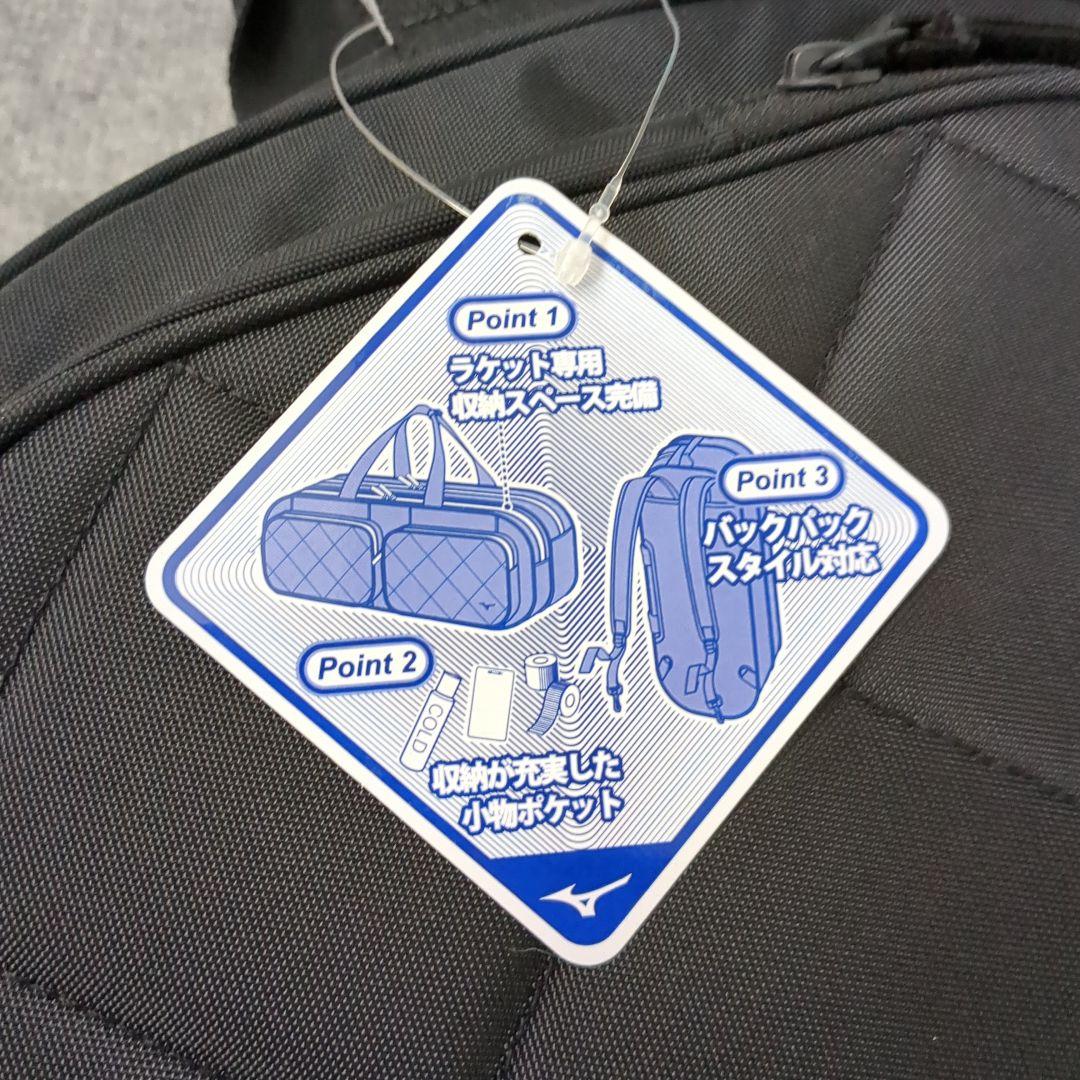 Point 1
ラケット専用
収納スペース完備
Point 3
バックパック
スタイル対応
Point 2
COLD
収納が充実した
小物ポケット